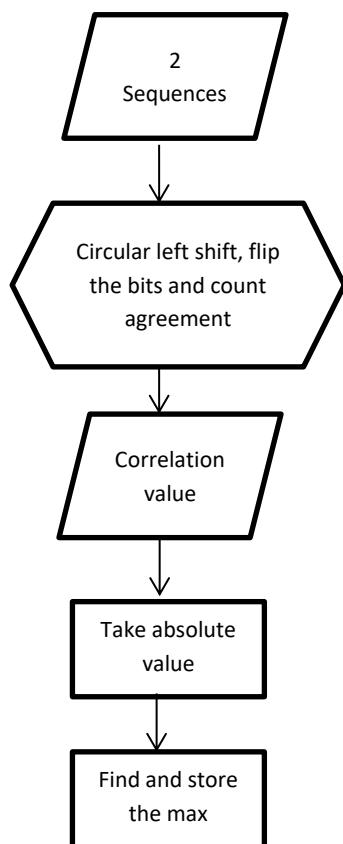 2
Sequences
Circular left shift, flip
the bits and count
agreement
Correlation
value
Take absolute
value
Find and store
the max